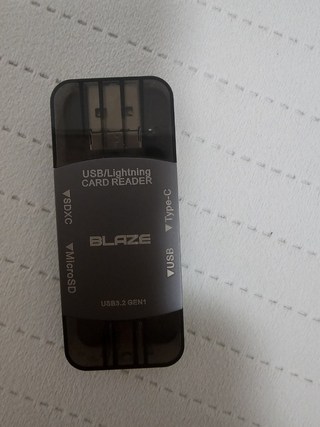 USB/Lightning
CARD READER
▼SDXC
▼Type-C
BLAZE
▼MicroSD
▼USB
USB3.2 GEN1